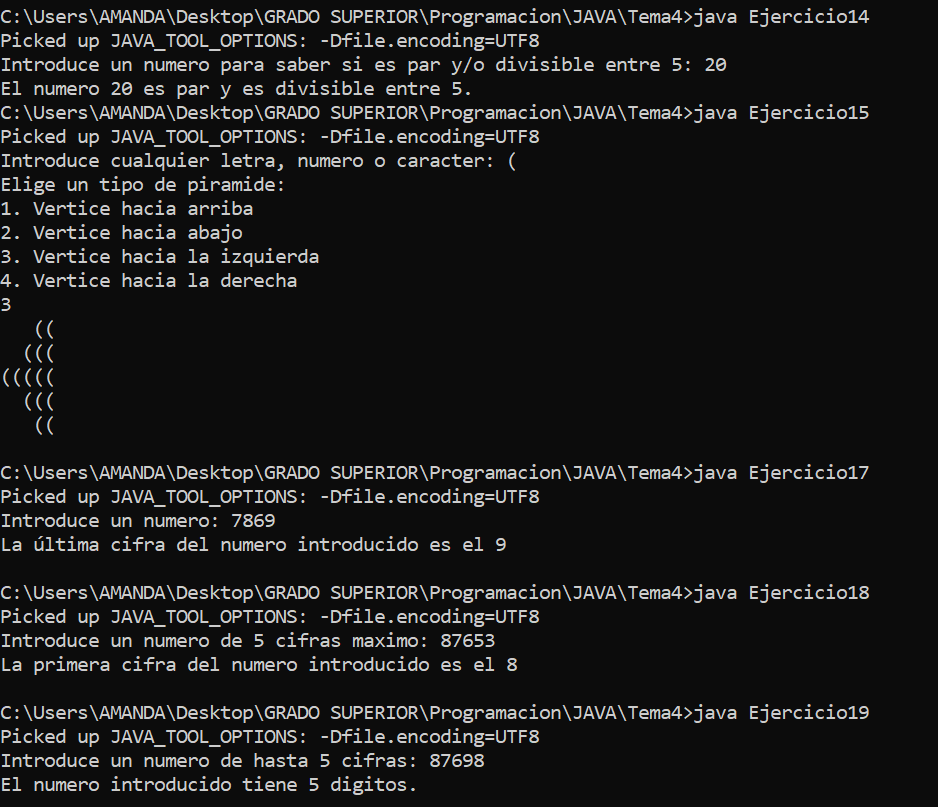 C:\Users\AMANDA\Desktop\GRADO SUPERIOR\Programacion\JAVA\Tema4>java Ejercicio14
Picked up JAVA_TOOL_OPTIONS: -Dfile.encoding=UTF8
Introduce un numero para saber si es par y/o divisible entre 5: 20
El numero 20 es par y es divisible entre 5.
C:\Users\AMANDA\Desktop\GRADO SUPERIOR\Programacion\JAVA\Tema4>java Ejercicio15
Picked up JAVA_TOOL_OPTIONS: -Dfile.encoding=UTF8
Introduce cualquier letra, numero o caracter: (
Elige un tipo de piramide:
1. Vertice hacia arriba
2. Vertice hacia abajo
3. Vertice hacia la izquierda
4. Vertice hacia la derecha
3
   ((
  (((
(((((
  (((
   ((

C:\Users\AMANDA\Desktop\GRADO SUPERIOR\Programacion\JAVA\Tema4>java Ejercicio17
Picked up JAVA_TOOL_OPTIONS: -Dfile.encoding=UTF8
Introduce un numero: 7869
La última cifra del numero introducido es el 9

C:\Users\AMANDA\Desktop\GRADO SUPERIOR\Programacion\JAVA\Tema4>java Ejercicio18
Picked up JAVA_TOOL_OPTIONS: -Dfile.encoding=UTF8
Introduce un numero de 5 cifras maximo: 87653
La primera cifra del numero introducido es el 8

C:\Users\AMANDA\Desktop\GRADO SUPERIOR\Programacion\JAVA\Tema4>java Ejercicio19
Picked up JAVA_TOOL_OPTIONS: -Dfile.encoding=UTF8
Introduce un numero de hasta 5 cifras: 87698
El numero introducido tiene 5 digitos.